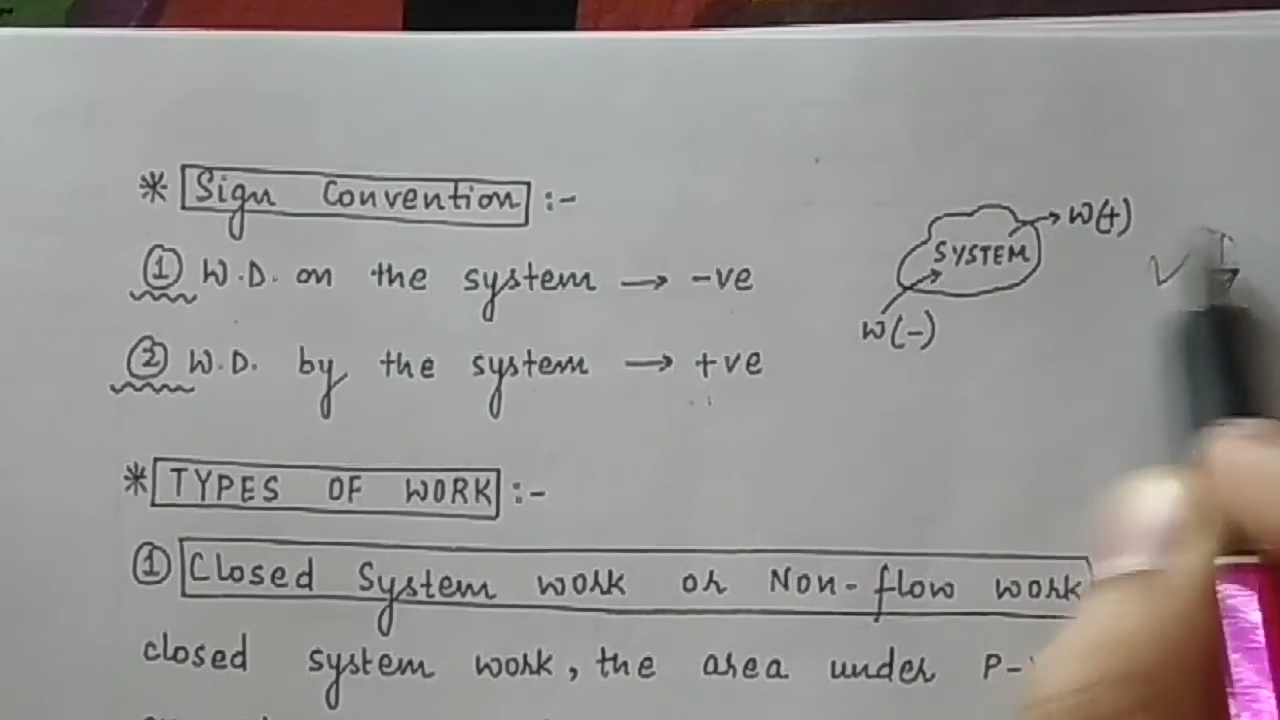 * Sign Convention :-
① W.D. on the system → -ve
② W.D. by the system → +ve
SYSTEM
W(+)
W(-)
* TYPES OF WORK :-
① Closed System work or Non-flow work
closed system work, the area under P-